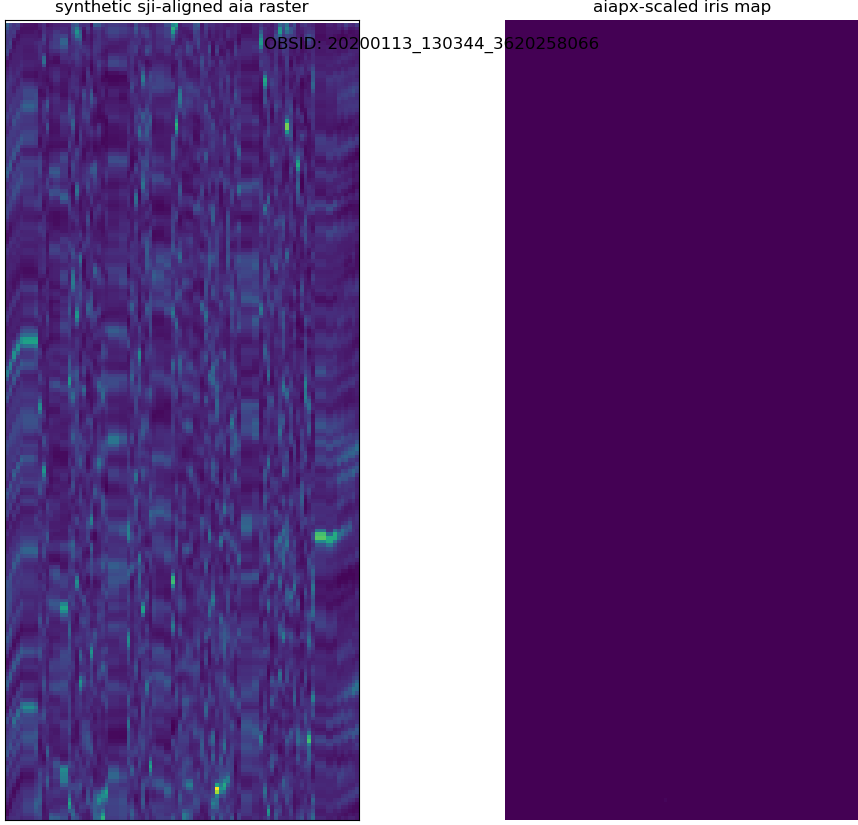 synthetic sji-aligned aia raster
aiapx-scaled iris map
OBSID: 20200113_130344_3620258066